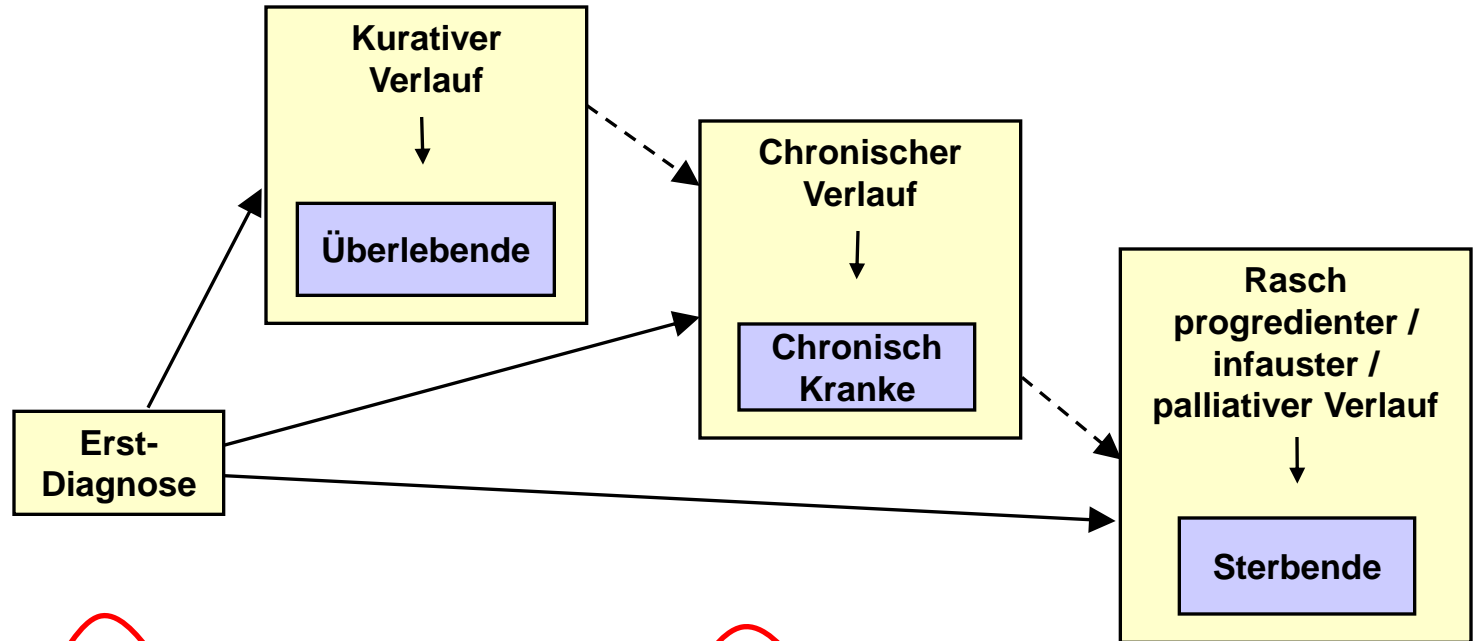 Kurativer
Verlauf
Überlebende
Chronischer
Verlauf
Chronisch
Kranke
Rasch
progredienter /
infauster /
palliativer Verlauf
Sterbende
Erst-
Diagnose